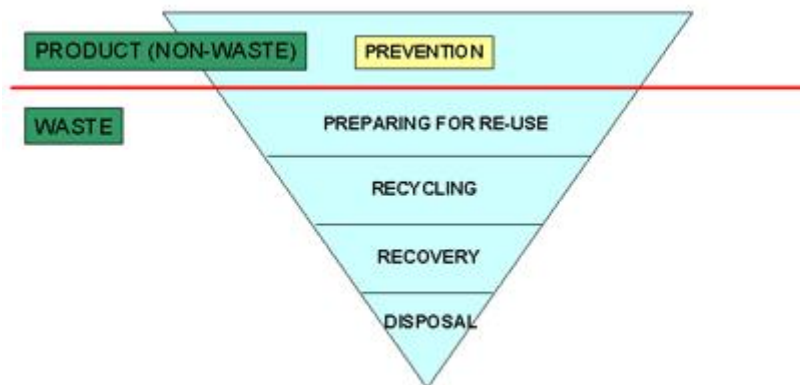 PRODUCT (NON-WASTE)
PREVENTION
WASTE
PREPARING FOR RE-USE
RECYCLING
RECOVERY
DISPOSAL